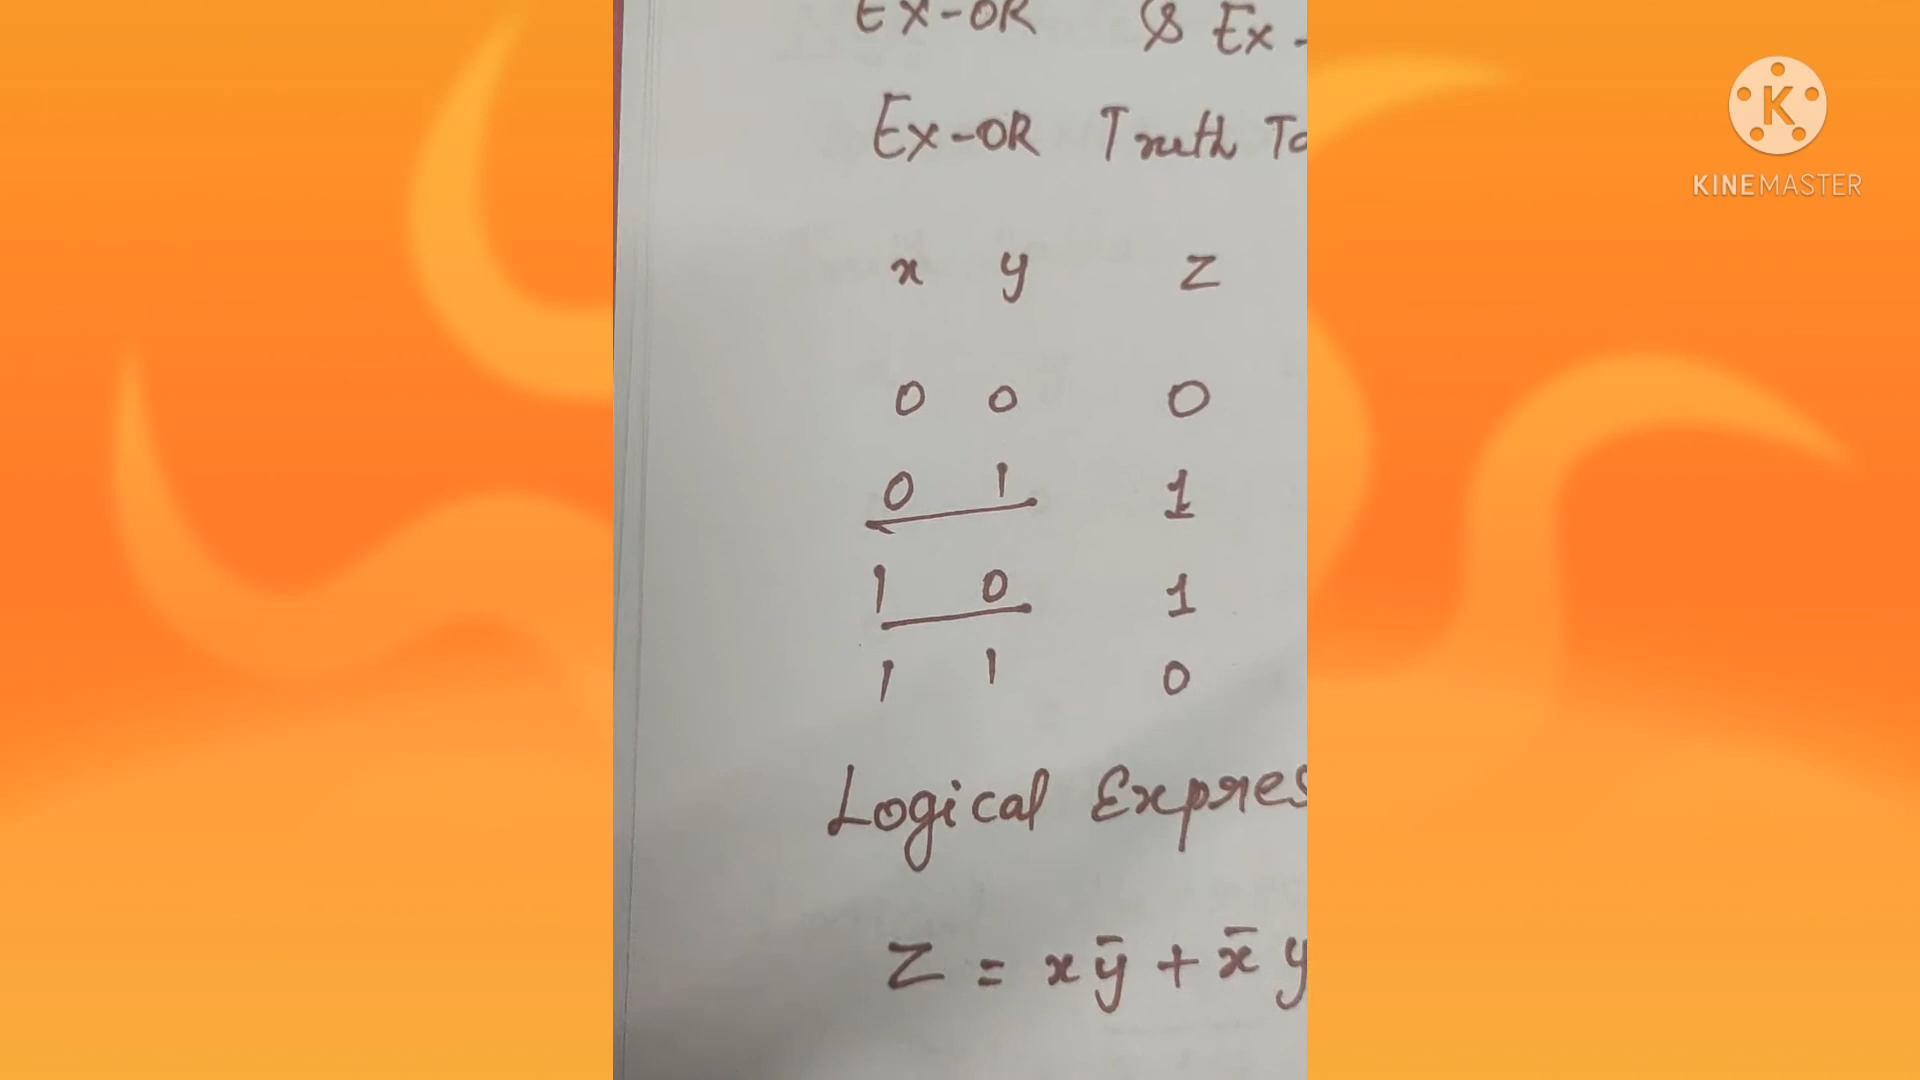 EX-OR & EX-
EX-OR Truth
x y z
0 0 0
0 1 1
1 0 1
1 1 0
Logical Expres
Z = xȳ + x̄ y
K
KINEMASTER